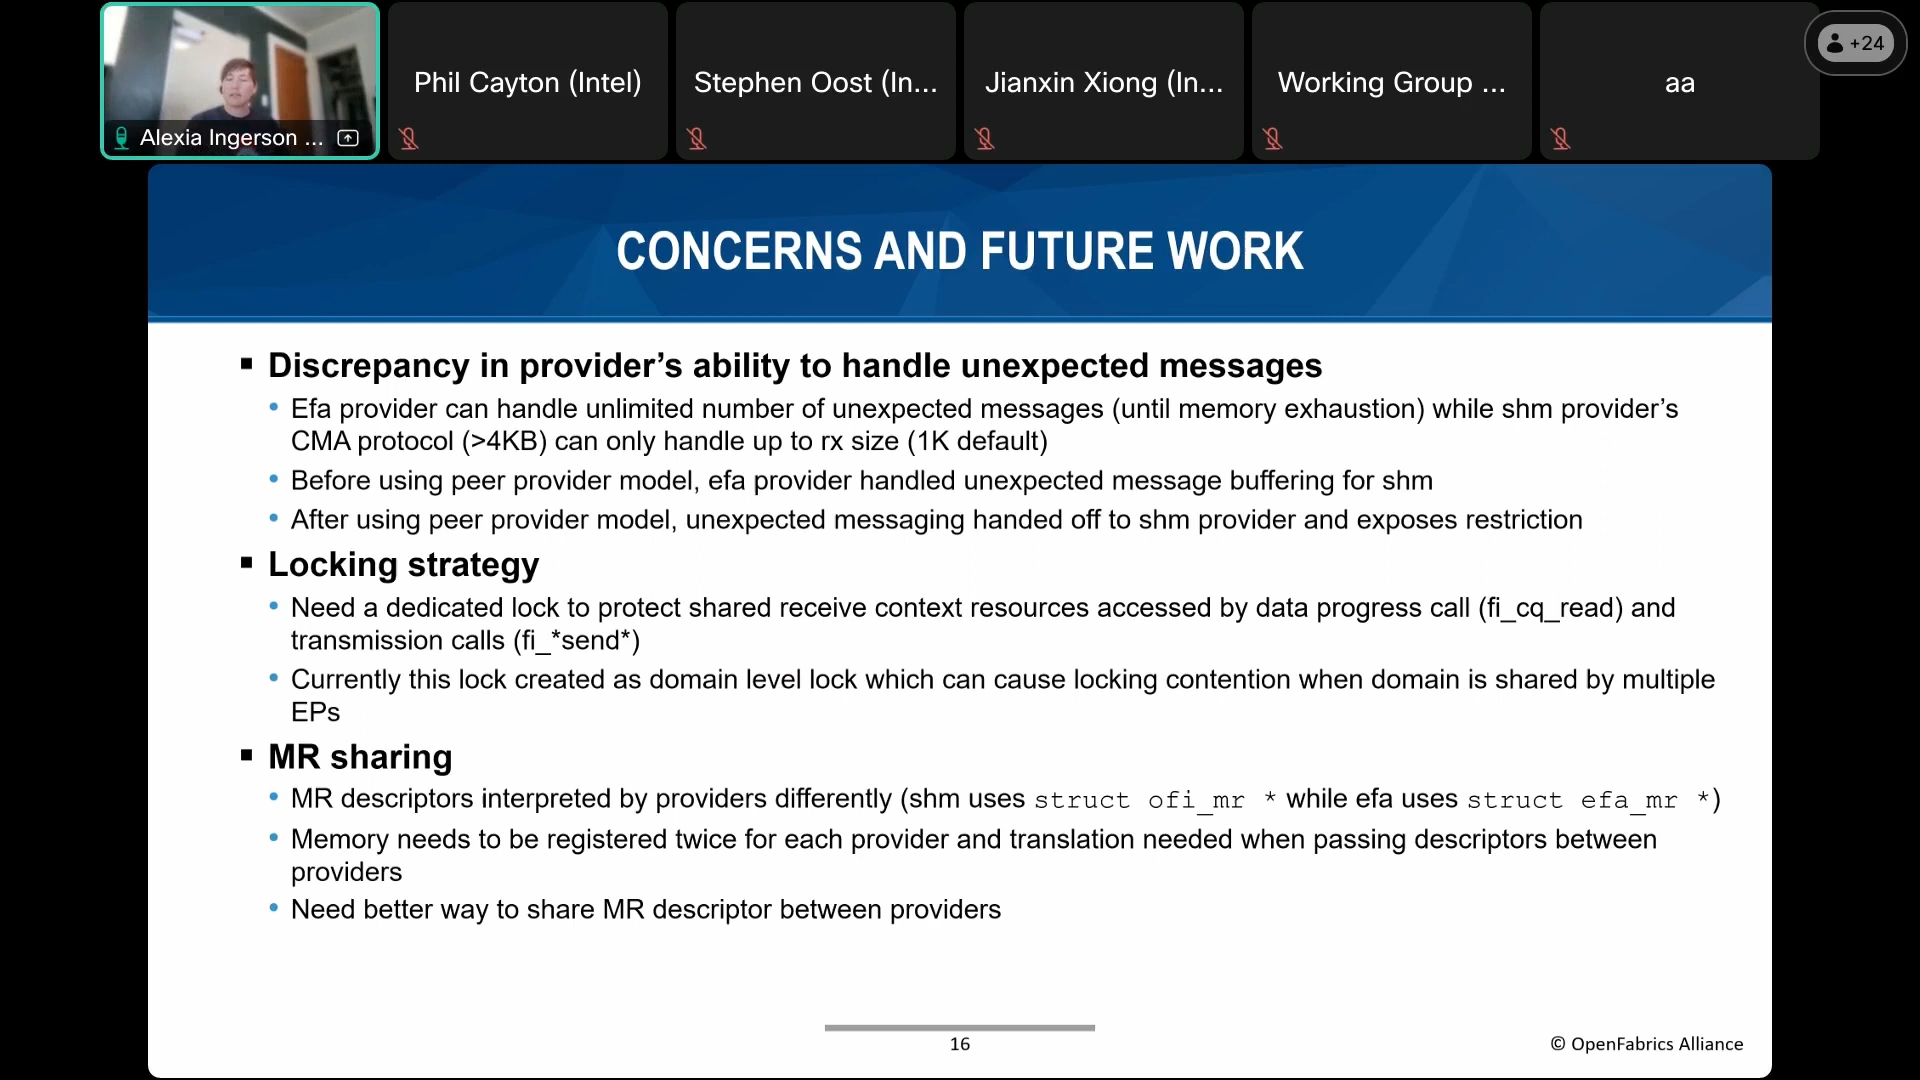 Alexia Ingerson ...
Phil Cayton (Intel)
Stephen Oost (In...
Jianxin Xiong (In...
Working Group ...
aa
+24
CONCERNS AND FUTURE WORK
▪ Discrepancy in provider’s ability to handle unexpected messages
• Efa provider can handle unlimited number of unexpected messages (until memory exhaustion) while shm provider’s
CMA protocol (>4KB) can only handle up to rx size (1K default)
• Before using peer provider model, efa provider handled unexpected message buffering for shm
• After using peer provider model, unexpected messaging handed off to shm provider and exposes restriction
▪ Locking strategy
• Need a dedicated lock to protect shared receive context resources accessed by data progress call (fi_cq_read) and
transmission calls (fi_*send*)
• Currently this lock created as domain level lock which can cause locking contention when domain is shared by multiple
EPs
▪ MR sharing
• MR descriptors interpreted by providers differently (shm uses struct ofi_mr * while efa uses struct efa_mr *)
• Memory needs to be registered twice for each provider and translation needed when passing descriptors between
providers
• Need better way to share MR descriptor between providers
16
© OpenFabrics Alliance